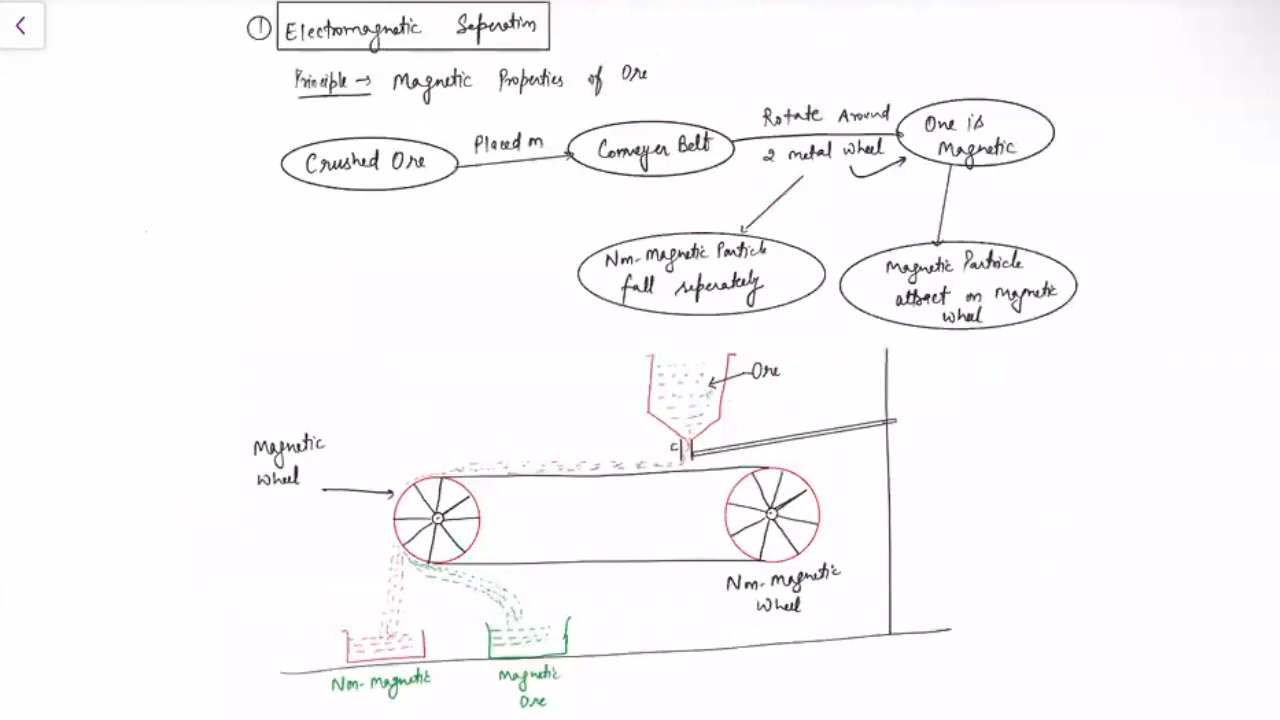 ① Electromagnetic Seperation
Principle → Magnetic Properties of Ore
Crushed Ore
Placed on
Conveyer Belt
Rotate Around
2 metal wheel
One is
Magnetic
Non-Magnetic Particle
fall seperately
Magnetic Particle
attract on magnetic
wheel
Ore
C
Magnetic
wheel
Non-Magnetic
Wheel
Non-Magnetic
Magnetic
Ore